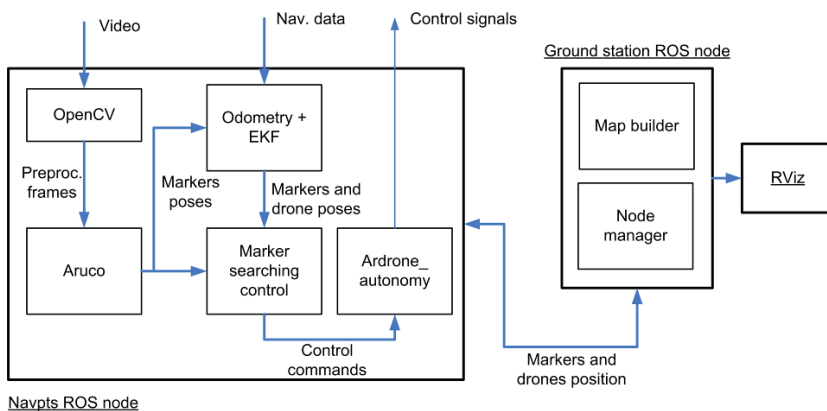 Video
Nav. data
Control signals
Ground station ROS node
OpenCV
Odometry +
EKF
Map builder
Preproc.
frames
Markers
poses
Markers and
drone poses
RViz
Node
manager
Aruco
Marker
searching
control
Ardrone_
autonomy
Control
commands
Markers and
drones position
Navpts ROS node